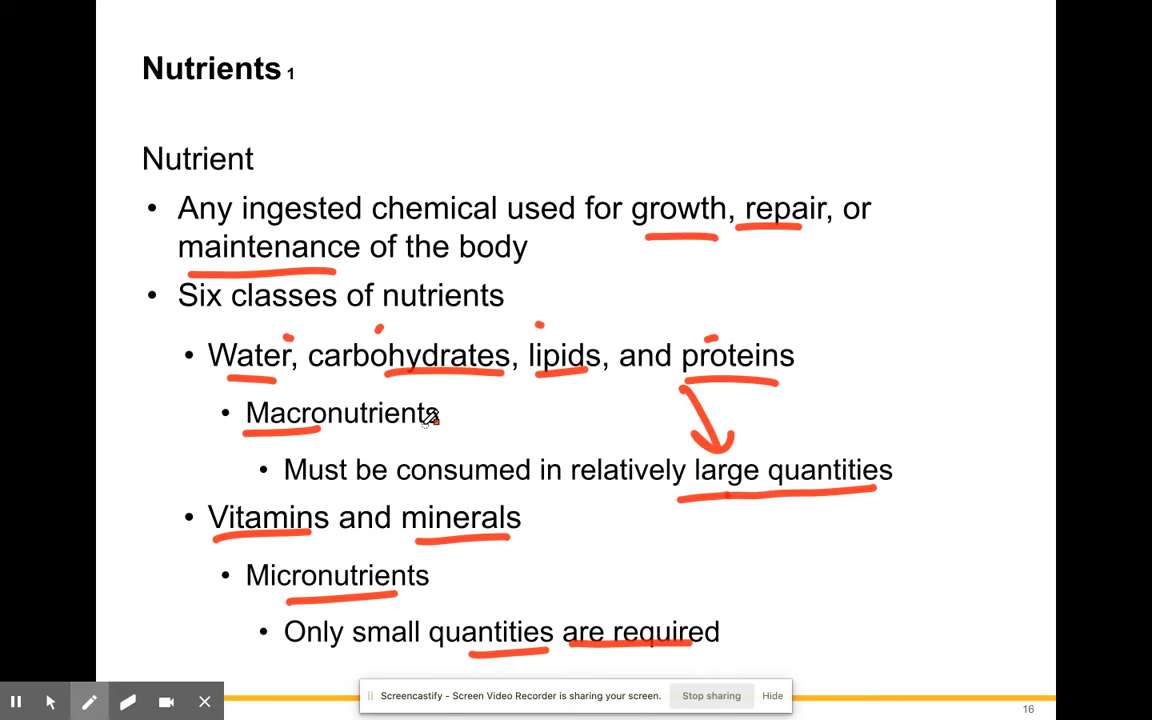 Nutrients 1
Nutrient
• Any ingested chemical used for growth, repair, or
maintenance of the body
• Six classes of nutrients
• Water, carbohydrates, lipids, and proteins
• Macronutrients
• Must be consumed in relatively large quantities
• Vitamins and minerals
• Micronutrients
• Only small quantities are required
Screencastify - Screen Video Recorder is sharing your screen. Stop sharing Hide
16